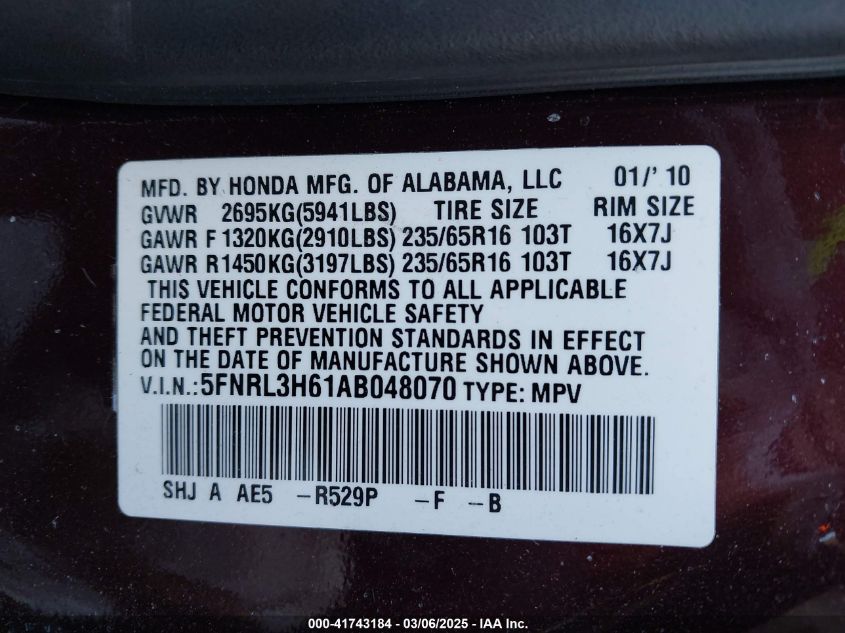 MFD. BY HONDA MFG. OF ALABAMA, LLC 01/' 10
GVWR 2695KG(5941LBS) TIRE SIZE RIM SIZE
GAWR F 1320KG(2910LBS) 235/65R16 103T 16X7J
GAWR R1450KG(3197LBS) 235/65R16 103T 16X7J
THIS VEHICLE CONFORMS TO ALL APPLICABLE
FEDERAL MOTOR VEHICLE SAFETY
AND THEFT PREVENTION STANDARDS IN EFFECT
ON THE DATE OF MANUFACTURE SHOWN ABOVE.
V.I.N.: 5FNRL3H61AB048070 TYPE: MPV
SHJ A AE5 –R529P –F –B
000-41743184 - 03/06/2025 - IAA Inc.